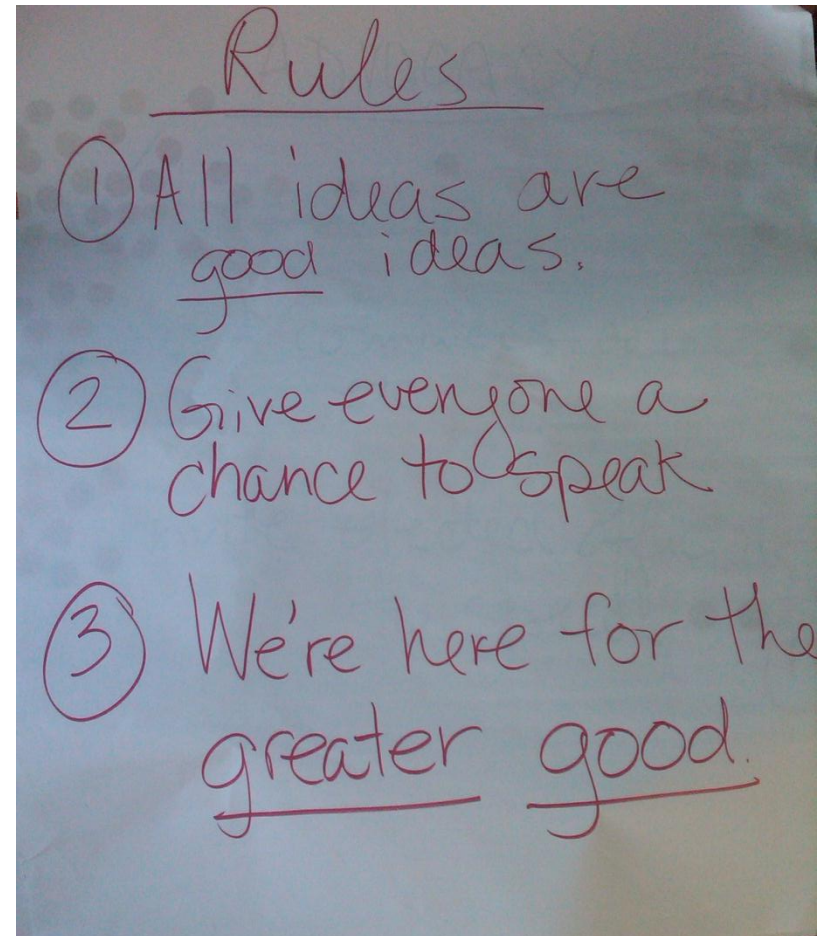 Rules
1 All ideas are
good ideas.
2 Give everyone a
chance to speak
3 We're here for the
greater good.